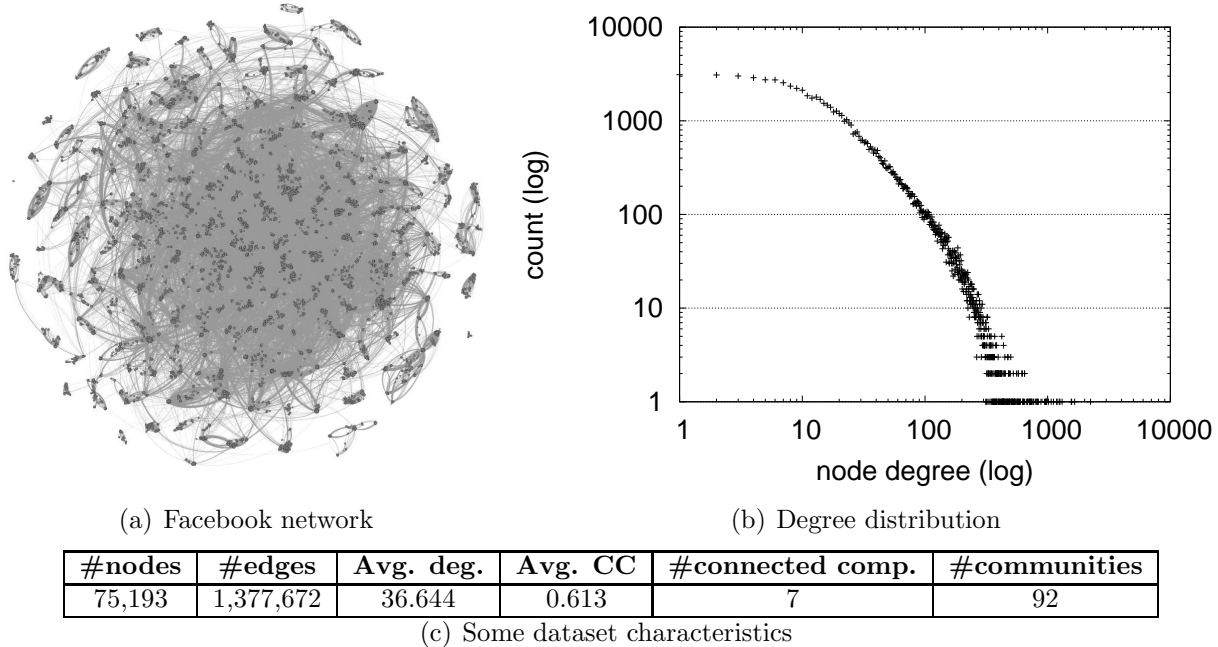 10000
1000
100
10
1
count (log)
1 10 100 1000 10000
node degree (log)
(a) Facebook network
(b) Degree distribution
#nodes #edges Avg. deg. Avg. CC #connected comp. #communities
75,193 1,377,672 36.644 0.613 7 92
(c) Some dataset characteristics